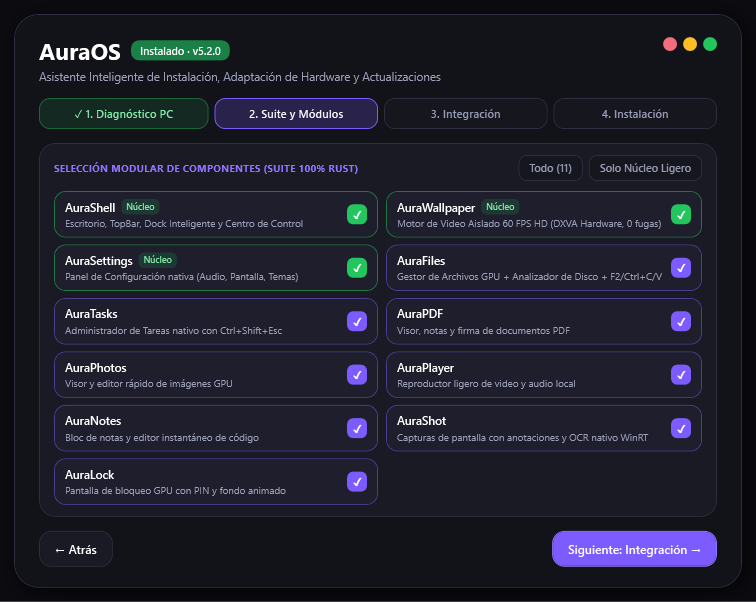 AuraOS Instalado · v5.2.0
Asistente Inteligente de Instalación, Adaptación de Hardware y Actualizaciones
✓ 1. Diagnóstico PC
2. Suite y Módulos
3. Integración
4. Instalación
SELECCIÓN MODULAR DE COMPONENTES (SUITE 100% RUST)
Todo (11)
Solo Núcleo Ligero
AuraShell Núcleo
Escritorio, TopBar, Dock Inteligente y Centro de Control
AuraWallpaper Núcleo
Motor de Video Aislado 60 FPS HD (DXVA Hardware, 0 fugas)
AuraSettings Núcleo
Panel de Configuración nativa (Audio, Pantalla, Temas)
AuraFiles
Gestor de Archivos GPU + Analizador de Disco + F2/Ctrl+C/V
AuraTasks
Administrador de Tareas nativo con Ctrl+Shift+Esc
AuraPDF
Visor, notas y firma de documentos PDF
AuraPhotos
Visor y editor rápido de imágenes GPU
AuraPlayer
Reproductor ligero de video y audio local
AuraNotes
Bloc de notas y editor instantáneo de código
AuraShot
Capturas de pantalla con anotaciones y OCR nativo WinRT
AuraLock
Pantalla de bloqueo GPU con PIN y fondo animado
← Atrás
Siguiente: Integración →